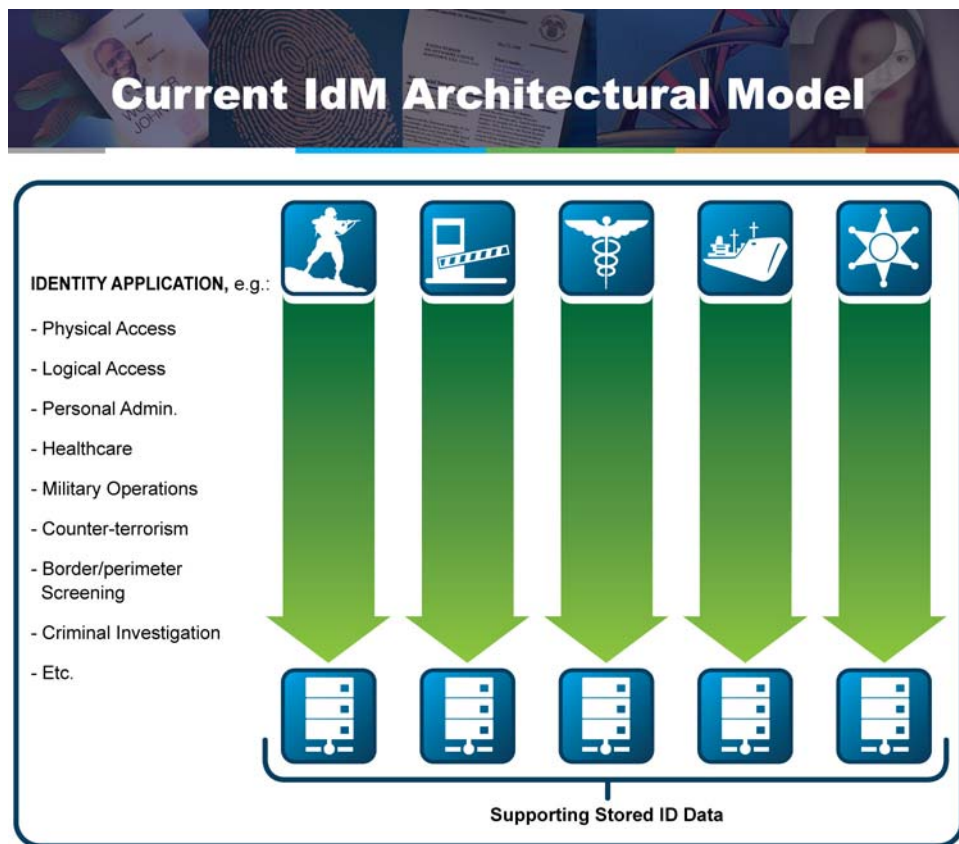 Current IdM Architectural Model
IDENTITY APPLICATION, e.g.:
- Physical Access
- Logical Access
- Personal Admin.
- Healthcare
- Military Operations
- Counter-terrorism
- Border/perimeter
Screening
- Criminal Investigation
- Etc.
Supporting Stored ID Data